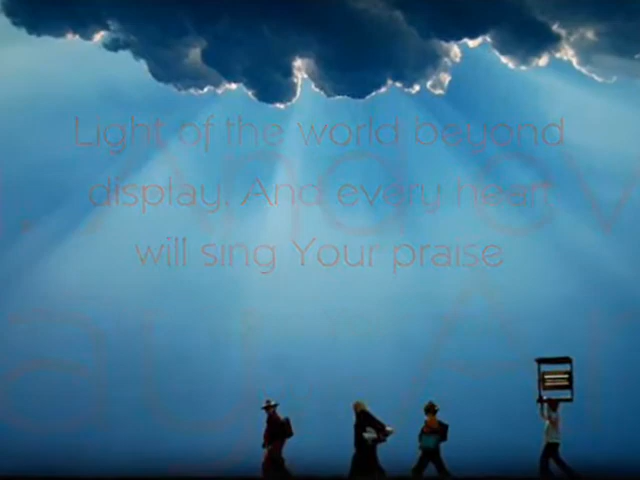 Light of the world beyond
display. And every heart
will sing Your praise